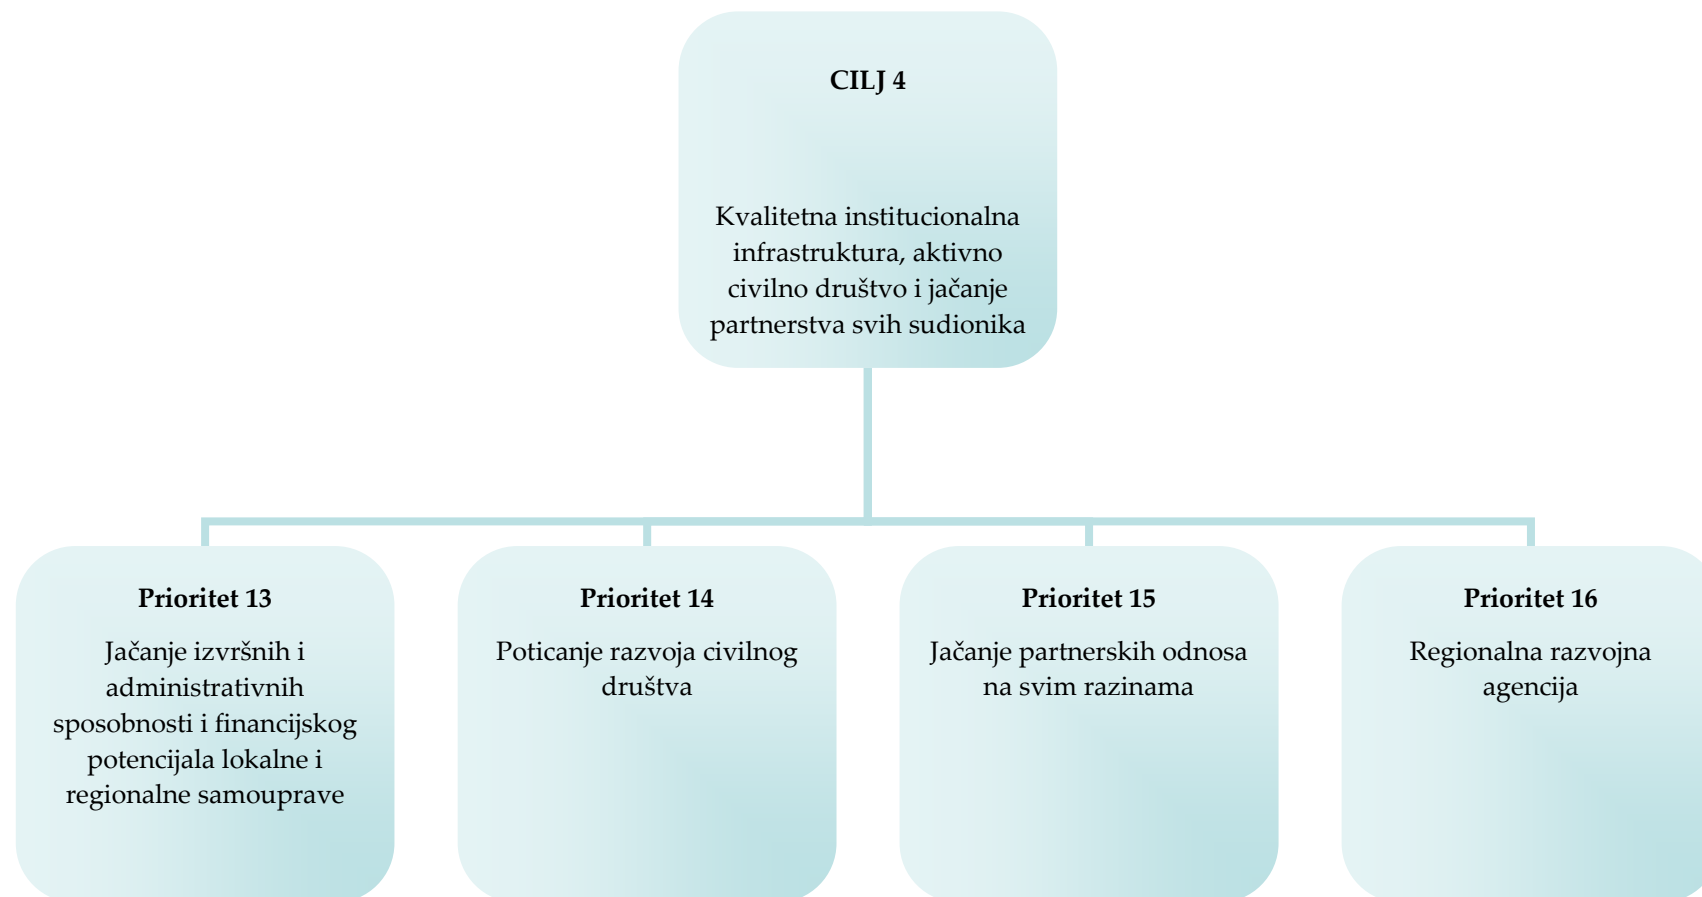 CILJ 4
Kvalitetna institucionalna
infrastruktura, aktivno
civilno društvo i jačanje
partnerstva svih sudionika
Prioritet 13
Jačanje izvršnih i
administrativnih
sposobnosti i financijskog
potencijala lokalne i
regionalne samouprave
Prioritet 14
Poticanje razvoja civilnog
društva
Prioritet 15
Jačanje partnerskih odnosa
na svim razinama
Prioritet 16
Regionalna razvojna
agencija